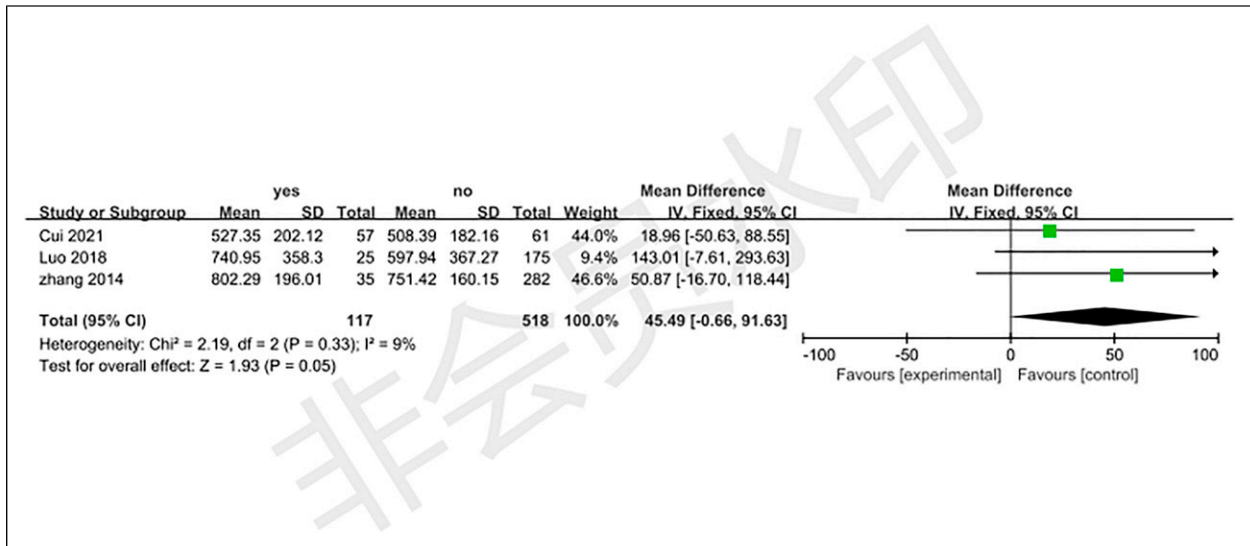 yes no Mean Difference Mean Difference
Study or Subgroup Mean SD Total Mean SD Total Weight IV, Fixed, 95% CI IV, Fixed, 95% CI
Cui 2021 527.35 202.12 57 508.39 182.16 61 44.0% 18.96 [-50.63, 88.55]
Luo 2018 740.95 358.3 25 597.94 367.27 175 9.4% 143.01 [-7.61, 293.63]
zhang 2014 802.29 196.01 35 751.42 160.15 282 46.6% 50.87 [-16.70, 118.44]
Total (95% CI) 117 518 100.0% 45.49 [-0.66, 91.63]
Heterogeneity: Chi² = 2.19, df = 2 (P = 0.33); I² = 9%
Test for overall effect: Z = 1.93 (P = 0.05)
-100 -50 0 50 100
Favours [experimental] Favours [control]
非会员水印